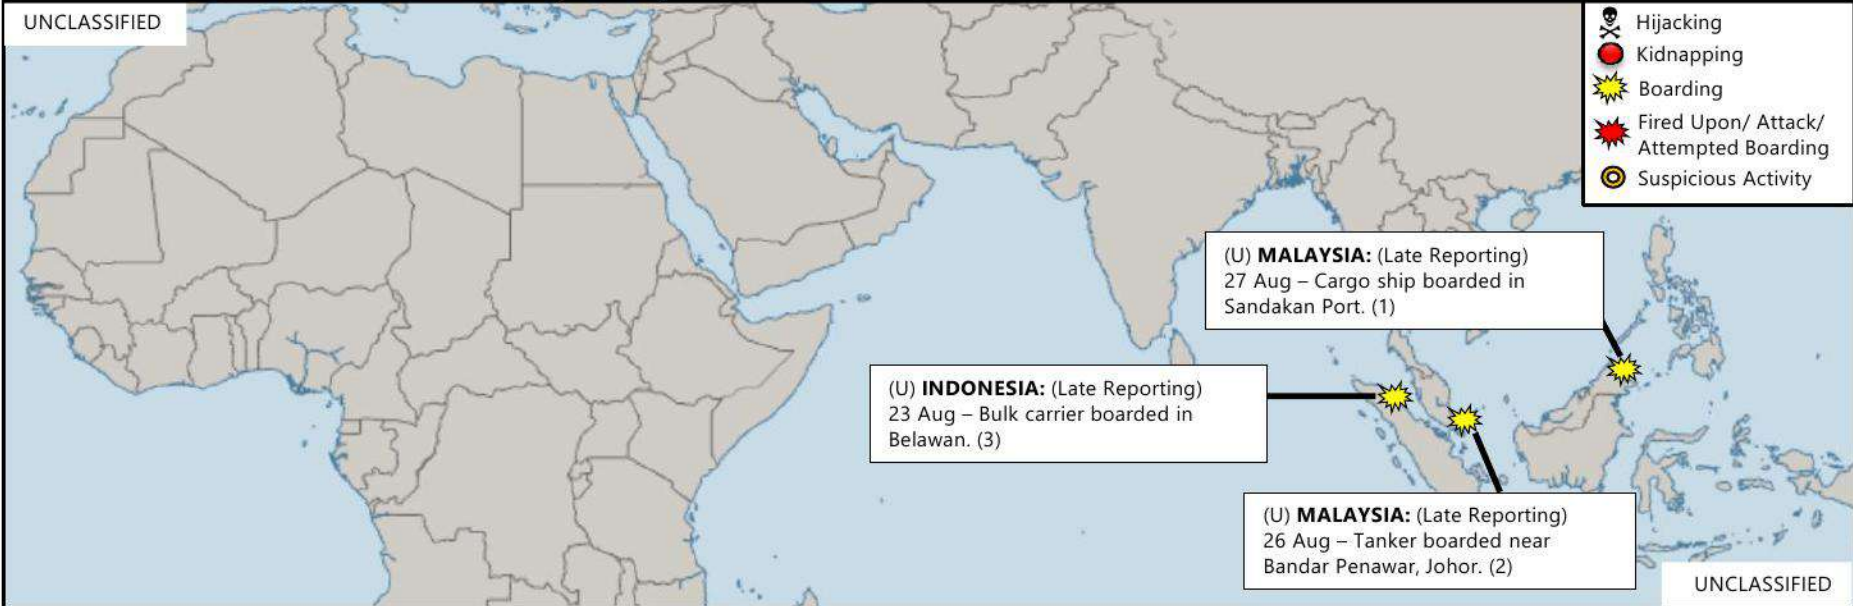 UNCLASSIFIED
Hijacking
Kidnapping
Boarding
Fired Upon/ Attack/
Attempted Boarding
Suspicious Activity
(U) MALAYSIA: (Late Reporting)
27 Aug – Cargo ship boarded in
Sandakan Port. (1)
(U) INDONESIA: (Late Reporting)
23 Aug – Bulk carrier boarded in
Belawan. (3)
(U) MALAYSIA: (Late Reporting)
26 Aug – Tanker boarded near
Bandar Penawar, Johor. (2)
UNCLASSIFIED